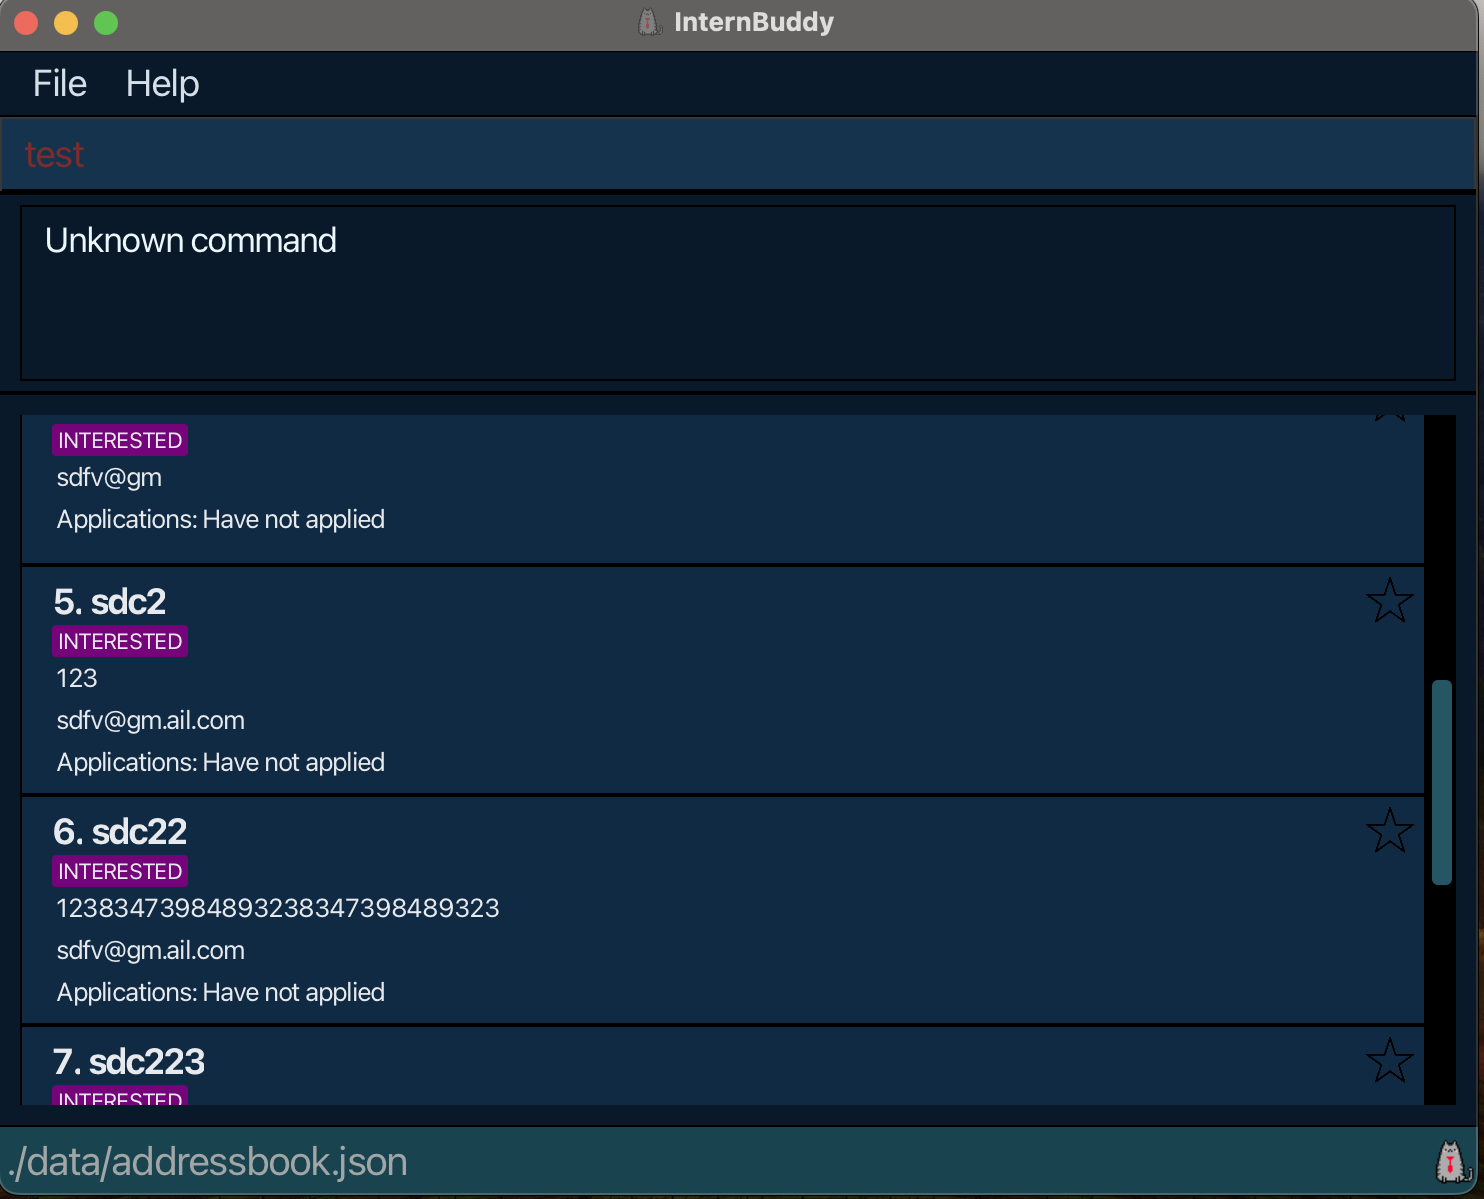 InternBuddy
File Help
test
Unknown command
INTERESTED
sdfv@gm
Applications: Have not applied
5. sdc2
INTERESTED
123
sdfv@gm.ail.com
Applications: Have not applied
6. sdc22
INTERESTED
12383473984893238347398489323
sdfv@gm.ail.com
Applications: Have not applied
7. sdc223
INTERESTED
./data/addressbook.json